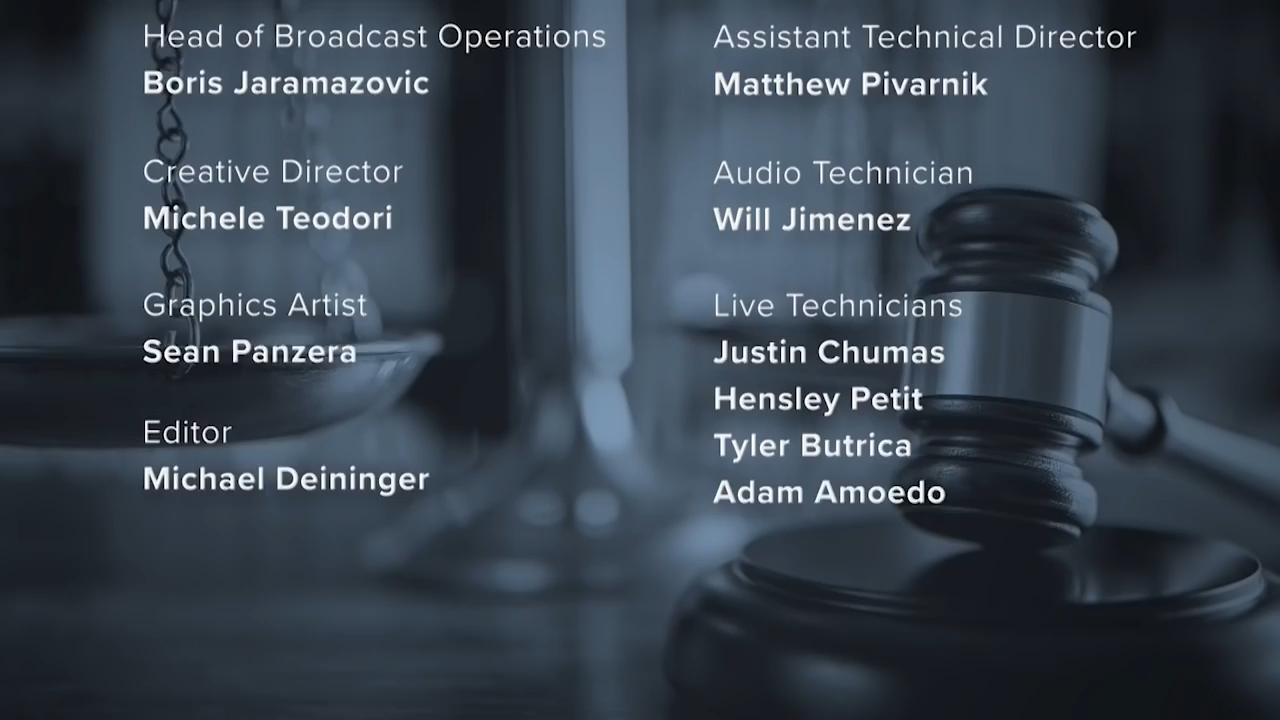 Head of Broadcast Operations
Boris Jaramazovic
Creative Director
Michele Teodori
Graphics Artist
Sean Panzera
Editor
Michael Deininger
Assistant Technical Director
Matthew Pivarnik
Audio Technician
Will Jimenez
Live Technicians
Justin Chumas
Hensley Petit
Tyler Butrica
Adam Amoedo